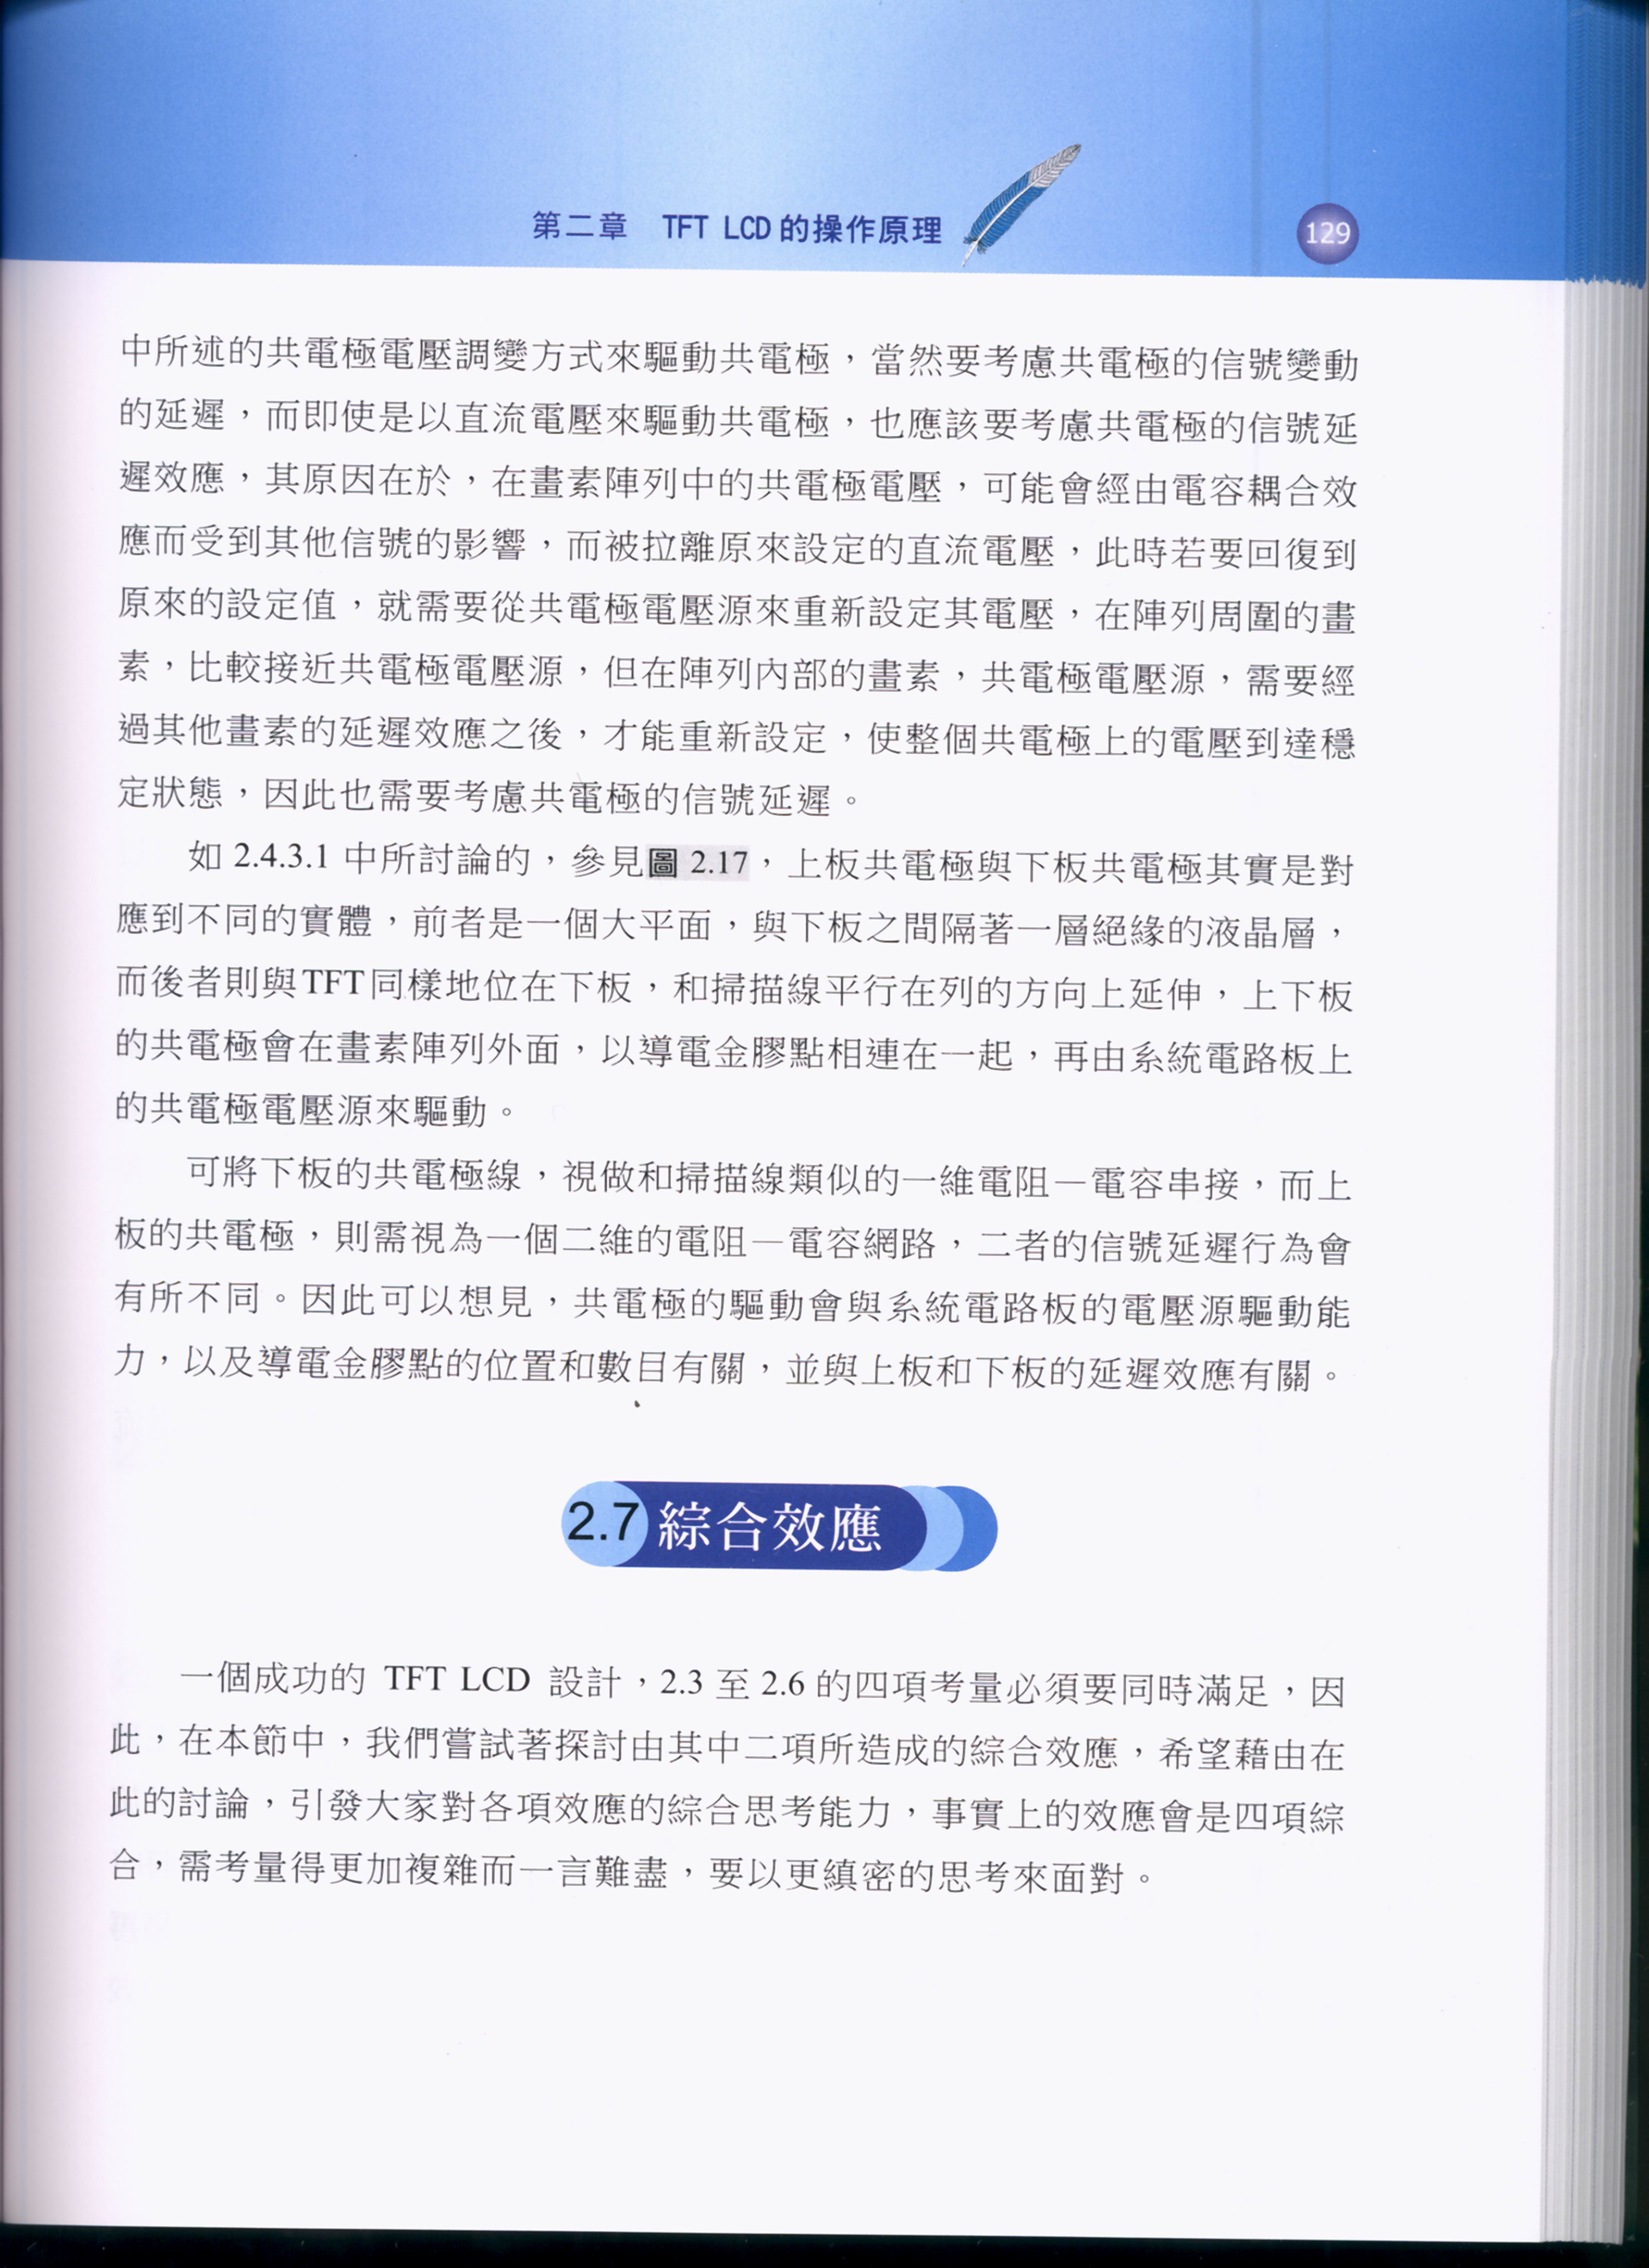 第二章　TFT LCD的操作原理
129
中所述的共電極電壓調變方式來驅動共電極，當然要考慮共電極的信號變動
的延遲，而即使是以直流電壓來驅動共電極，也應該要考慮共電極的信號延
遲效應，其原因在於，在畫素陣列中的共電極電壓，可能會經由電容耦合效
應而受到其他信號的影響，而被拉離原來設定的直流電壓，此時若要回復到
原來的設定值，就需要從共電極電壓源來重新設定其電壓，在陣列周圍的畫
素，比較接近共電極電壓源，但在陣列內部的畫素，共電極電壓源，需要經
過其他畫素的延遲效應之後，才能重新設定，使整個共電極上的電壓到達穩
定狀態，因此也需要考慮共電極的信號延遲。
如 2.4.3.1 中所討論的，參見圖 2.17，上板共電極與下板共電極其實是對
應到不同的實體，前者是一個大平面，與下板之間隔著一層絕緣的液晶層，
而後者則與TFT同樣地位在下板，和掃描線平行在列的方向上延伸，上下板
的共電極會在畫素陣列外面，以導電金膠點相連在一起，再由系統電路板上
的共電極電壓源來驅動。
可將下板的共電極線，視做和掃描線類似的一維電阻—電容串接，而上
板的共電極，則需視為一個二維的電阻—電容網路，二者的信號延遲行為會
有所不同。因此可以想見，共電極的驅動會與系統電路板的電壓源驅動能
力，以及導電金膠點的位置和數目有關，並與上板和下板的延遲效應有關。
2.7 綜合效應
一個成功的 TFT LCD 設計，2.3 至 2.6 的四項考量必須要同時滿足，因
此，在本節中，我們嘗試著探討由其中二項所造成的綜合效應，希望藉由在
此的討論，引發大家對各項效應的綜合思考能力，事實上的效應會是四項綜
合，需考量得更加複雜而一言難盡，要以更縝密的思考來面對。